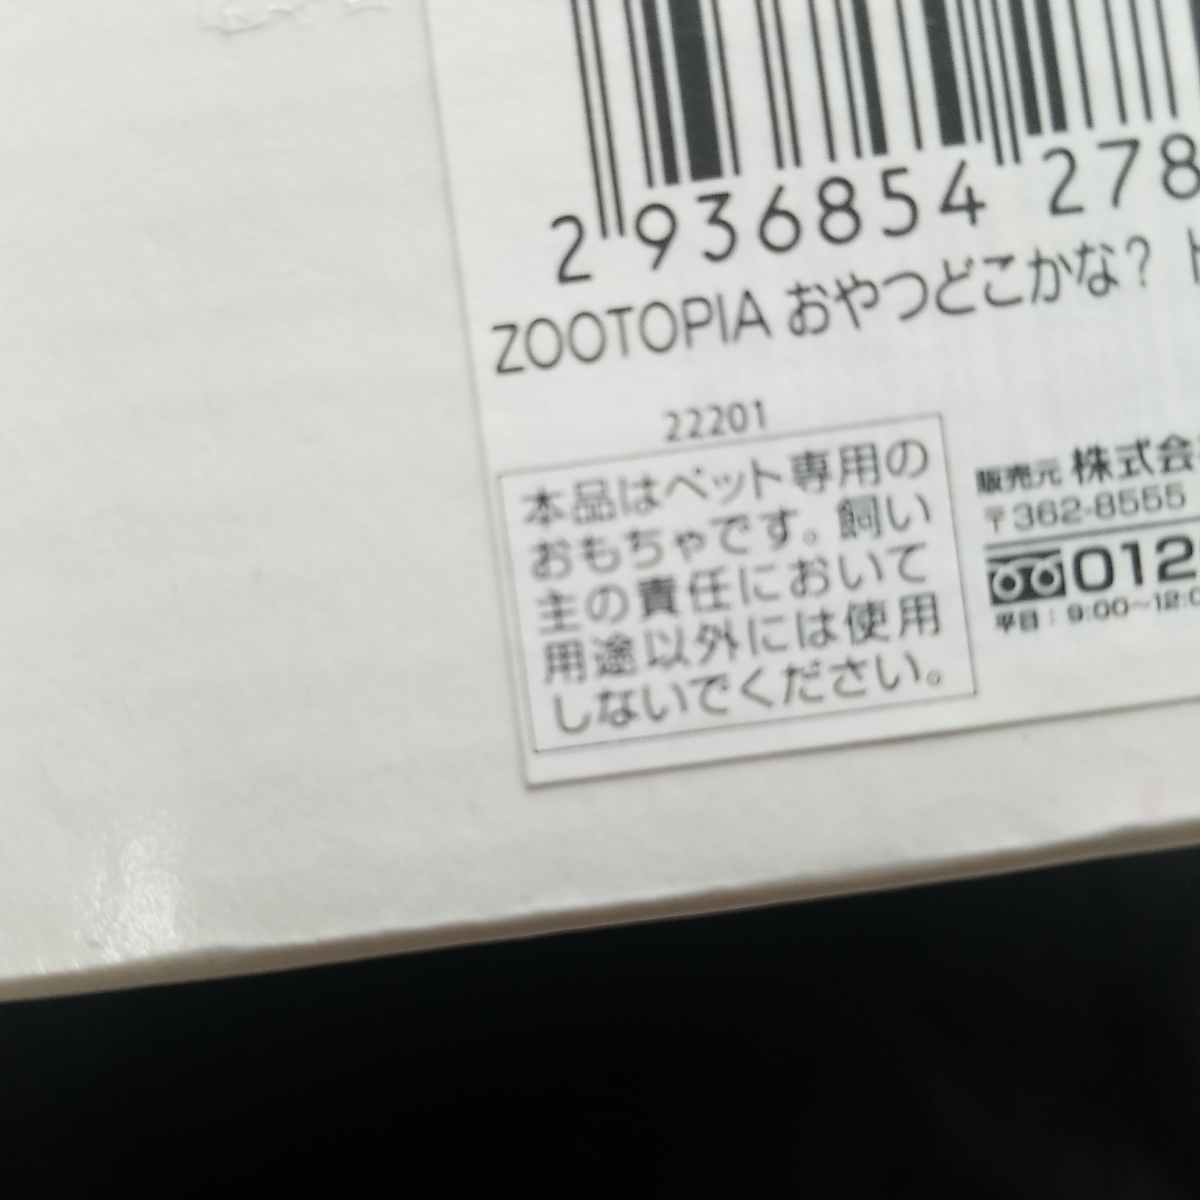 2 936854 278
ZOOTOPIA おやつどこかな?
22201
本品はペット専用の
おもちゃです。飼い
主の責任において
用途以外には使用
しないでください。
販売元 株式会
〒362-8555
012
平日:9:00~12:0